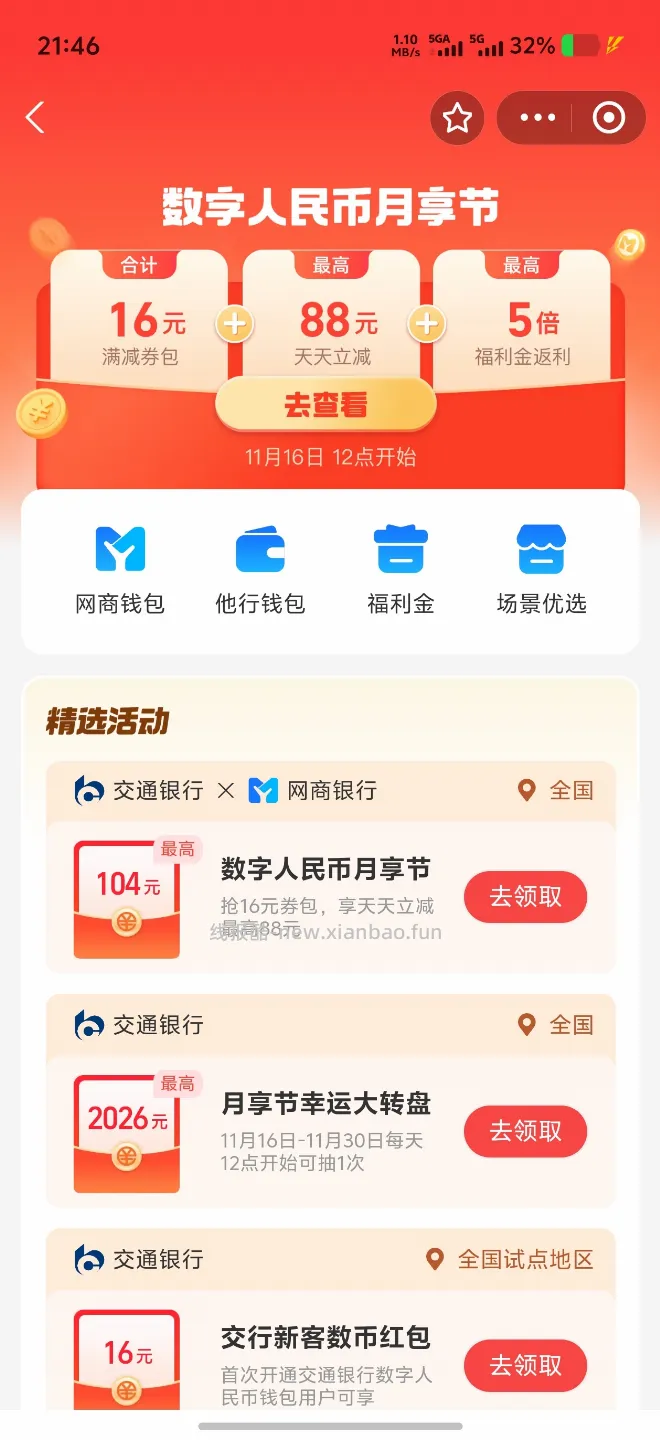 21:46
1.10 MB/s 5GA 5G 32%
数字人民币月享节
合计 最高 最高
16元 88元 5倍
满减券包 天天立减 福利金返利
去查看
11月16日 12点开始
网商钱包 他行钱包 福利金 场景优选
精选活动
交通银行 × 网商银行 全国
最高
104元
数字人民币月享节
抢16元券包，享天天立减
最高88元
去领取
new.xianbao.fun
交通银行 全国
最高
2026元
月享节幸运大转盘
11月16日-11月30日每天
12点开始可抽1次
去领取
交通银行 全国试点地区
16元
交行新客数币红包
首次开通交通银行数字人
民币钱包用户可享
去领取